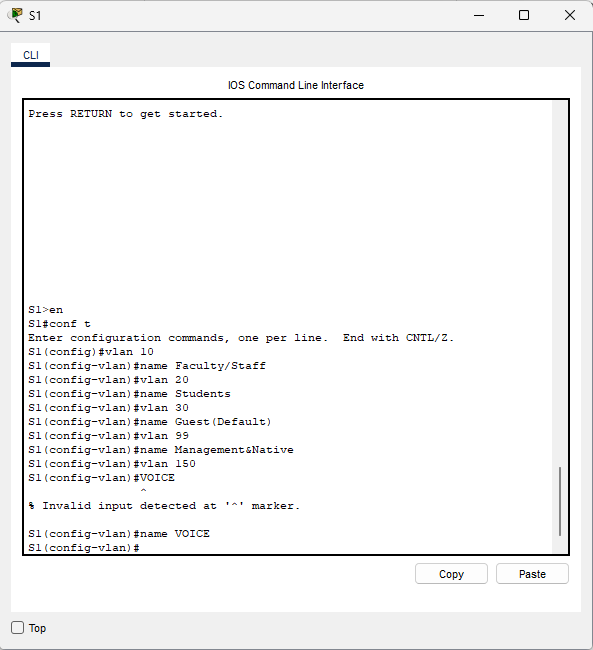 S1
CLI
IOS Command Line Interface
Press RETURN to get started.
S1>en
S1#conf t
Enter configuration commands, one per line.  End with CNTL/Z.
S1(config)#vlan 10
S1(config-vlan)#name Faculty/Staff
S1(config-vlan)#vlan 20
S1(config-vlan)#name Students
S1(config-vlan)#vlan 30
S1(config-vlan)#name Guest(Default)
S1(config-vlan)#vlan 99
S1(config-vlan)#name Management&Native
S1(config-vlan)#vlan 150
S1(config-vlan)#VOICE
^
% Invalid input detected at '^' marker.
S1(config-vlan)#name VOICE
S1(config-vlan)#
Copy Paste
Top